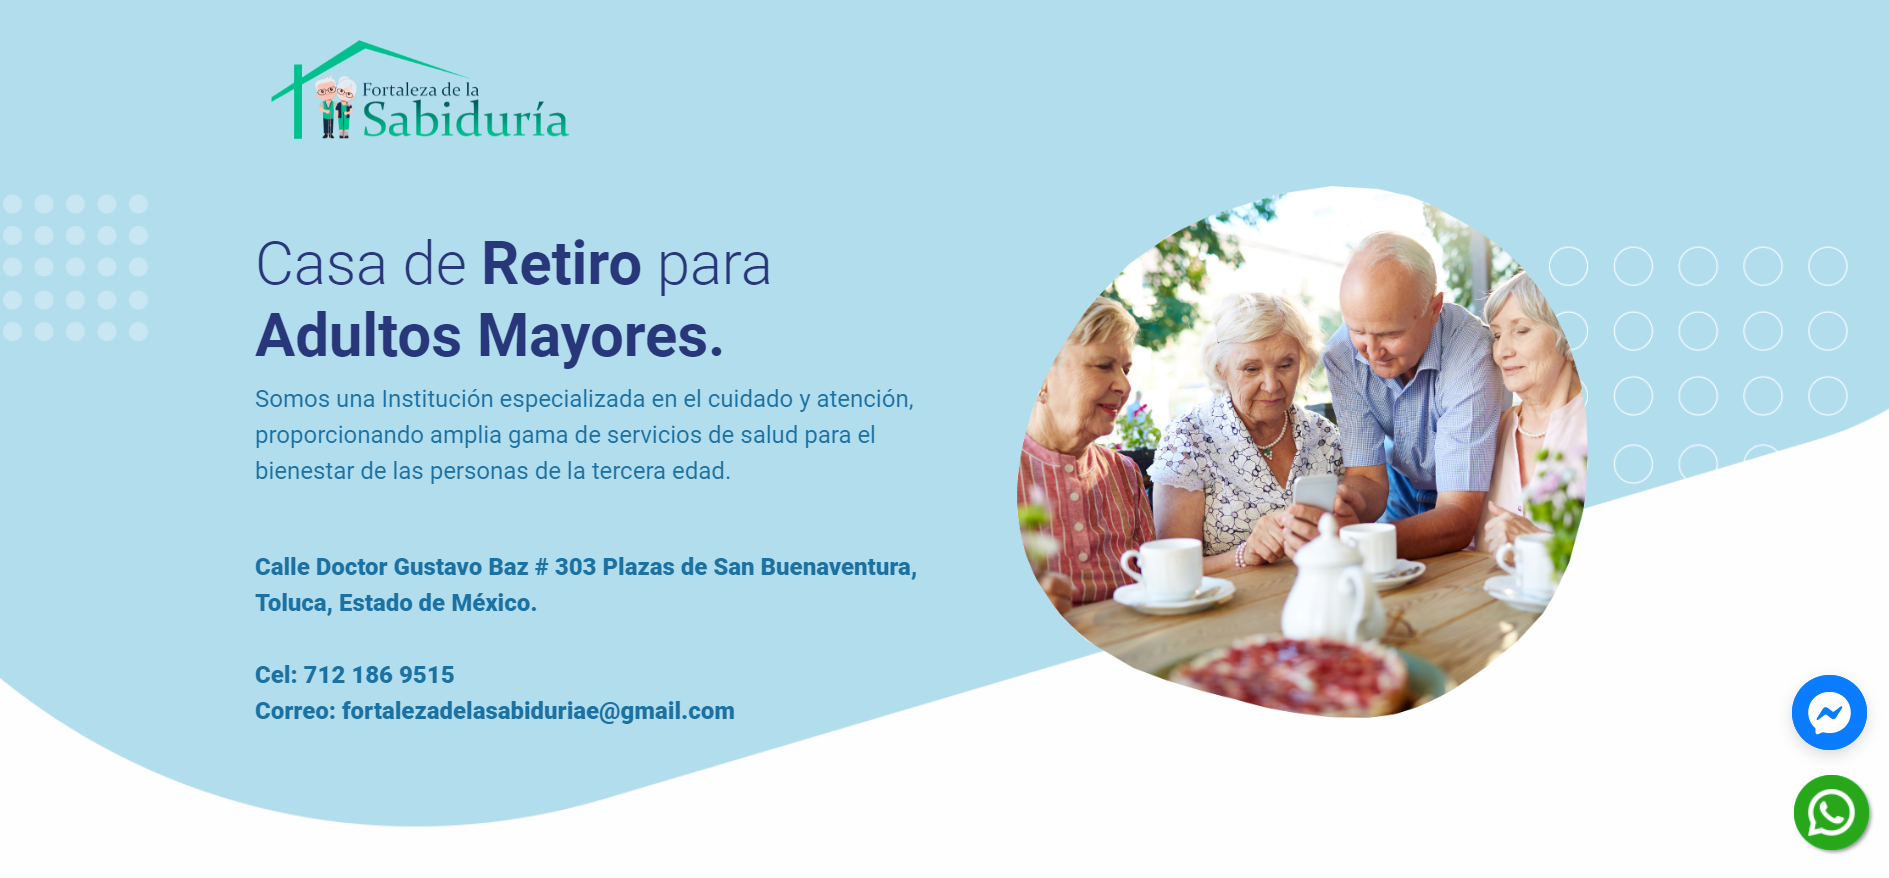 Fortaleza de la
Sabiduría
Casa de Retiro para
Adultos Mayores.
Somos una Institución especializada en el cuidado y atención,
proporcionando amplia gama de servicios de salud para el
bienestar de las personas de la tercera edad.
Calle Doctor Gustavo Baz # 303 Plazas de San Buenaventura,
Toluca, Estado de México.
Cel: 712 186 9515
Correo: fortalezadelasabiduriae@gmail.com